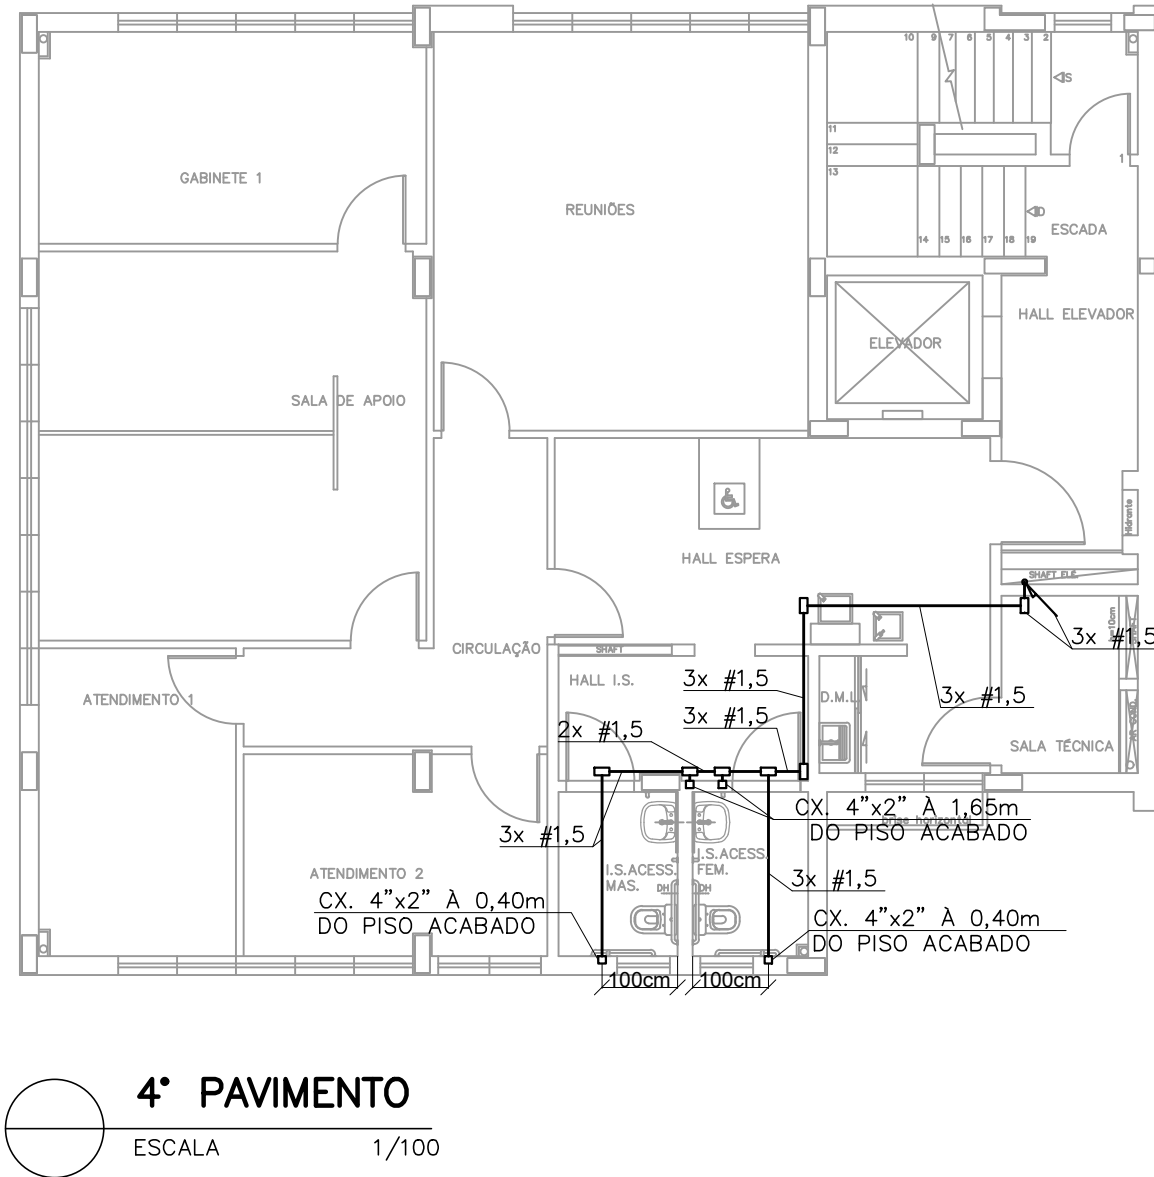 10 9 7 6 5 4 3 2
S
11
12
13
1
GABINETE 1
REUNIÕES
D
14 15 16 17 18 19
ESCADA
HALL ELEVADOR
ELEVADOR
SALA DE APOIO
Hidrante
HALL ESPERA
SHAFT ELE.
3x #1,5
CIRCULAÇÃO
SHAFT
HALL I.S.
3x #1,5
3x #1,5
D.M.L.
ATENDIMENTO 1
3x #1,5
2x #1,5
SALA TÉCNICA
CX. 4"x2" À 1,65m
DO PISO ACABADO
brise horizontal
3x #1,5
I.S.ACESS.
FEM.
I.S.ACESS.
MAS.
ATENDIMENTO 2
3x #1,5
DH DH
CX. 4"x2" À 0,40m
DO PISO ACABADO
CX. 4"x2" À 0,40m
DO PISO ACABADO
100cm 100cm
4° PAVIMENTO
ESCALA 1/100